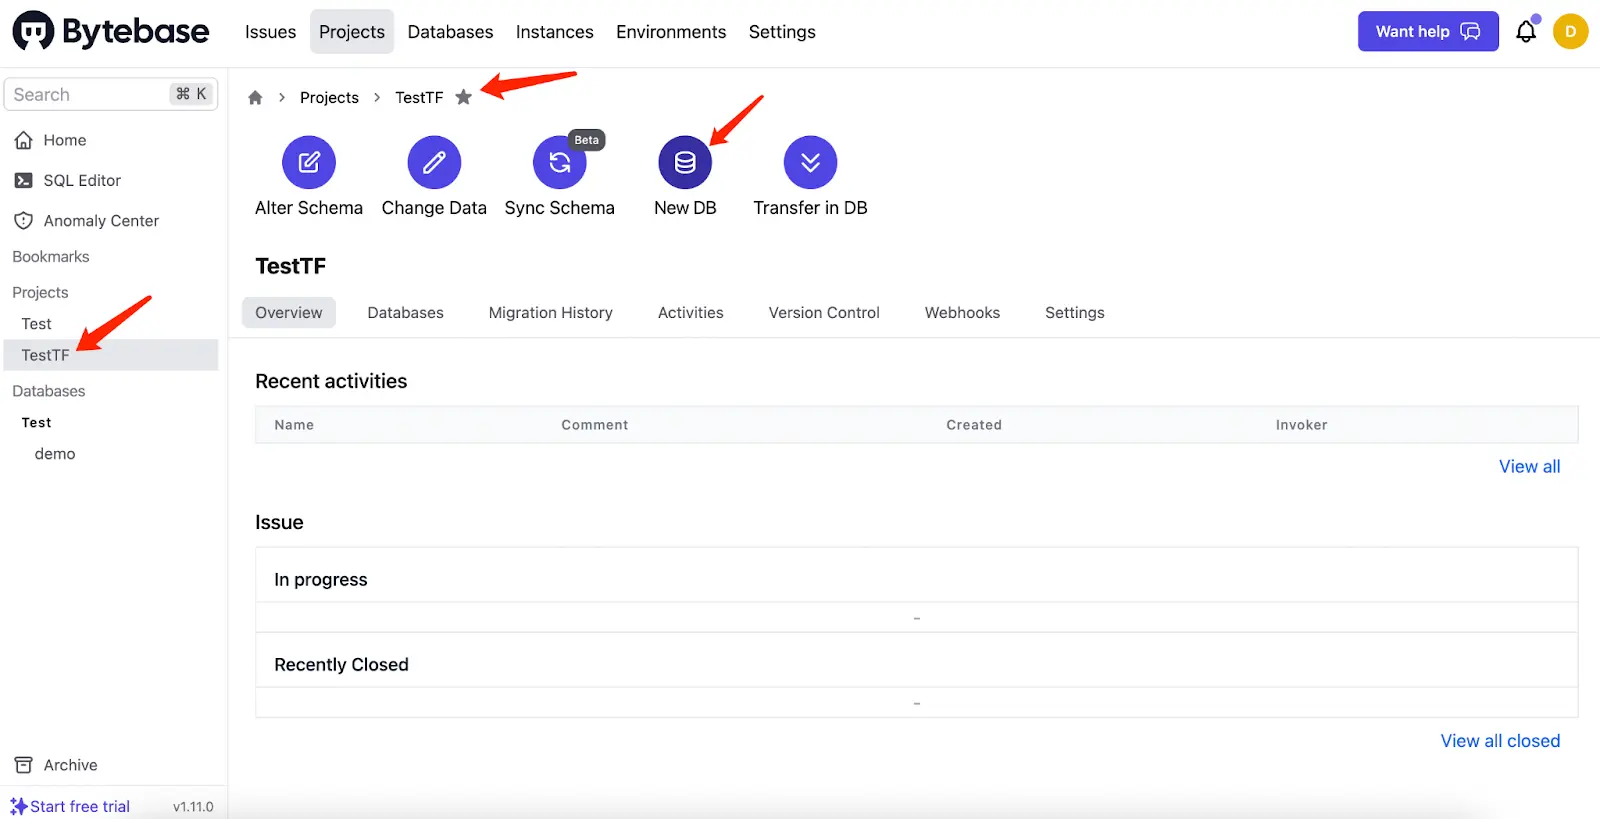 Bytebase
Issues
Projects
Databases
Instances
Environments
Settings
Want help
D
Search
⌘ K
Home
SQL Editor
Anomaly Center
Bookmarks
Projects
Test
TestTF
Databases
Test
demo
Archive
Start free trial
v1.11.0
Projects > TestTF
Beta
Alter Schema
Change Data
Sync Schema
New DB
Transfer in DB
TestTF
Overview
Databases
Migration History
Activities
Version Control
Webhooks
Settings
Recent activities
Name
Comment
Created
Invoker
View all
Issue
In progress
–
Recently Closed
–
View all closed